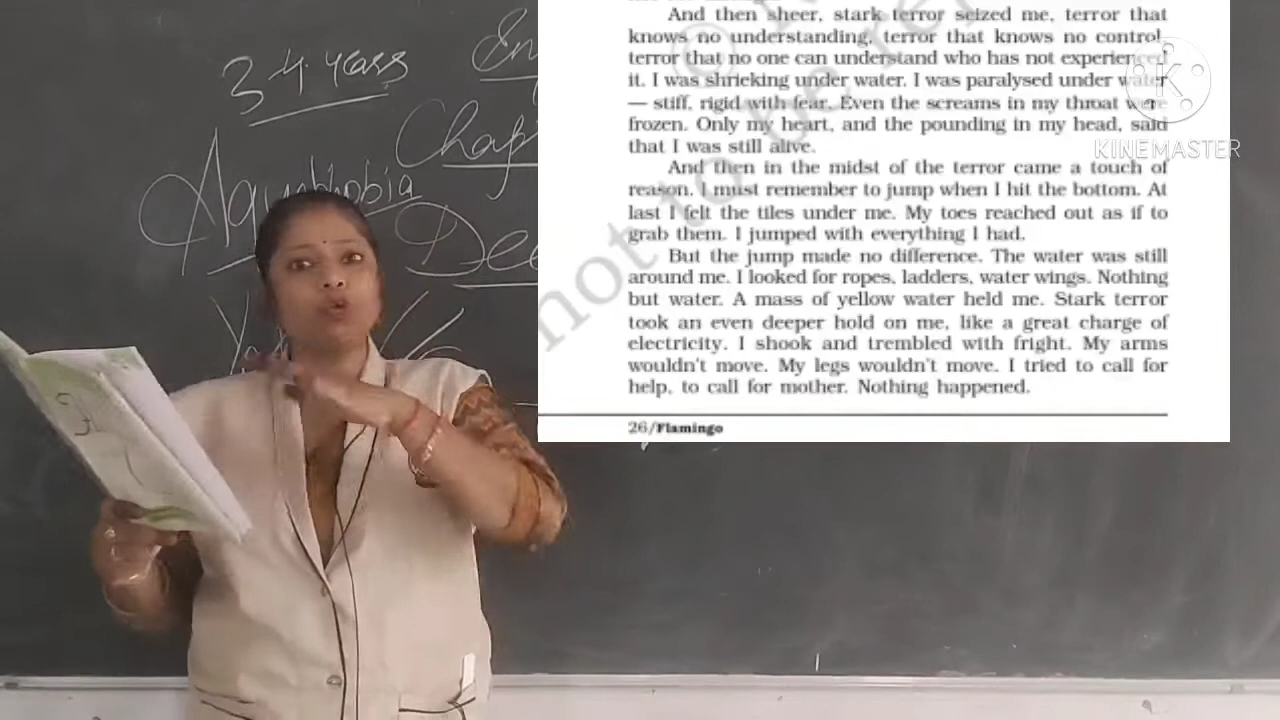 3 4 years
Chap
Dee
And then sheer, stark terror seized me, terror that
knows no understanding, terror that knows no control,
terror that no one can understand who has not experienced
it. I was shrieking under water. I was paralysed under water
— stiff, rigid with fear. Even the screams in my throat were
frozen. Only my heart, and the pounding in my head, said
that I was still alive.
And then in the midst of the terror came a touch of
reason. I must remember to jump when I hit the bottom. At
last I felt the tiles under me. My toes reached out as if to
grab them. I jumped with everything I had.
But the jump made no difference. The water was still
around me. I looked for ropes, ladders, water wings. Nothing
but water. A mass of yellow water held me. Stark terror
took an even deeper hold on me, like a great charge of
electricity. I shook and trembled with fright. My arms
wouldn't move. My legs wouldn't move. I tried to call for
help, to call for mother. Nothing happened.
26/Flamingo
not to be re
K
KINEMASTER